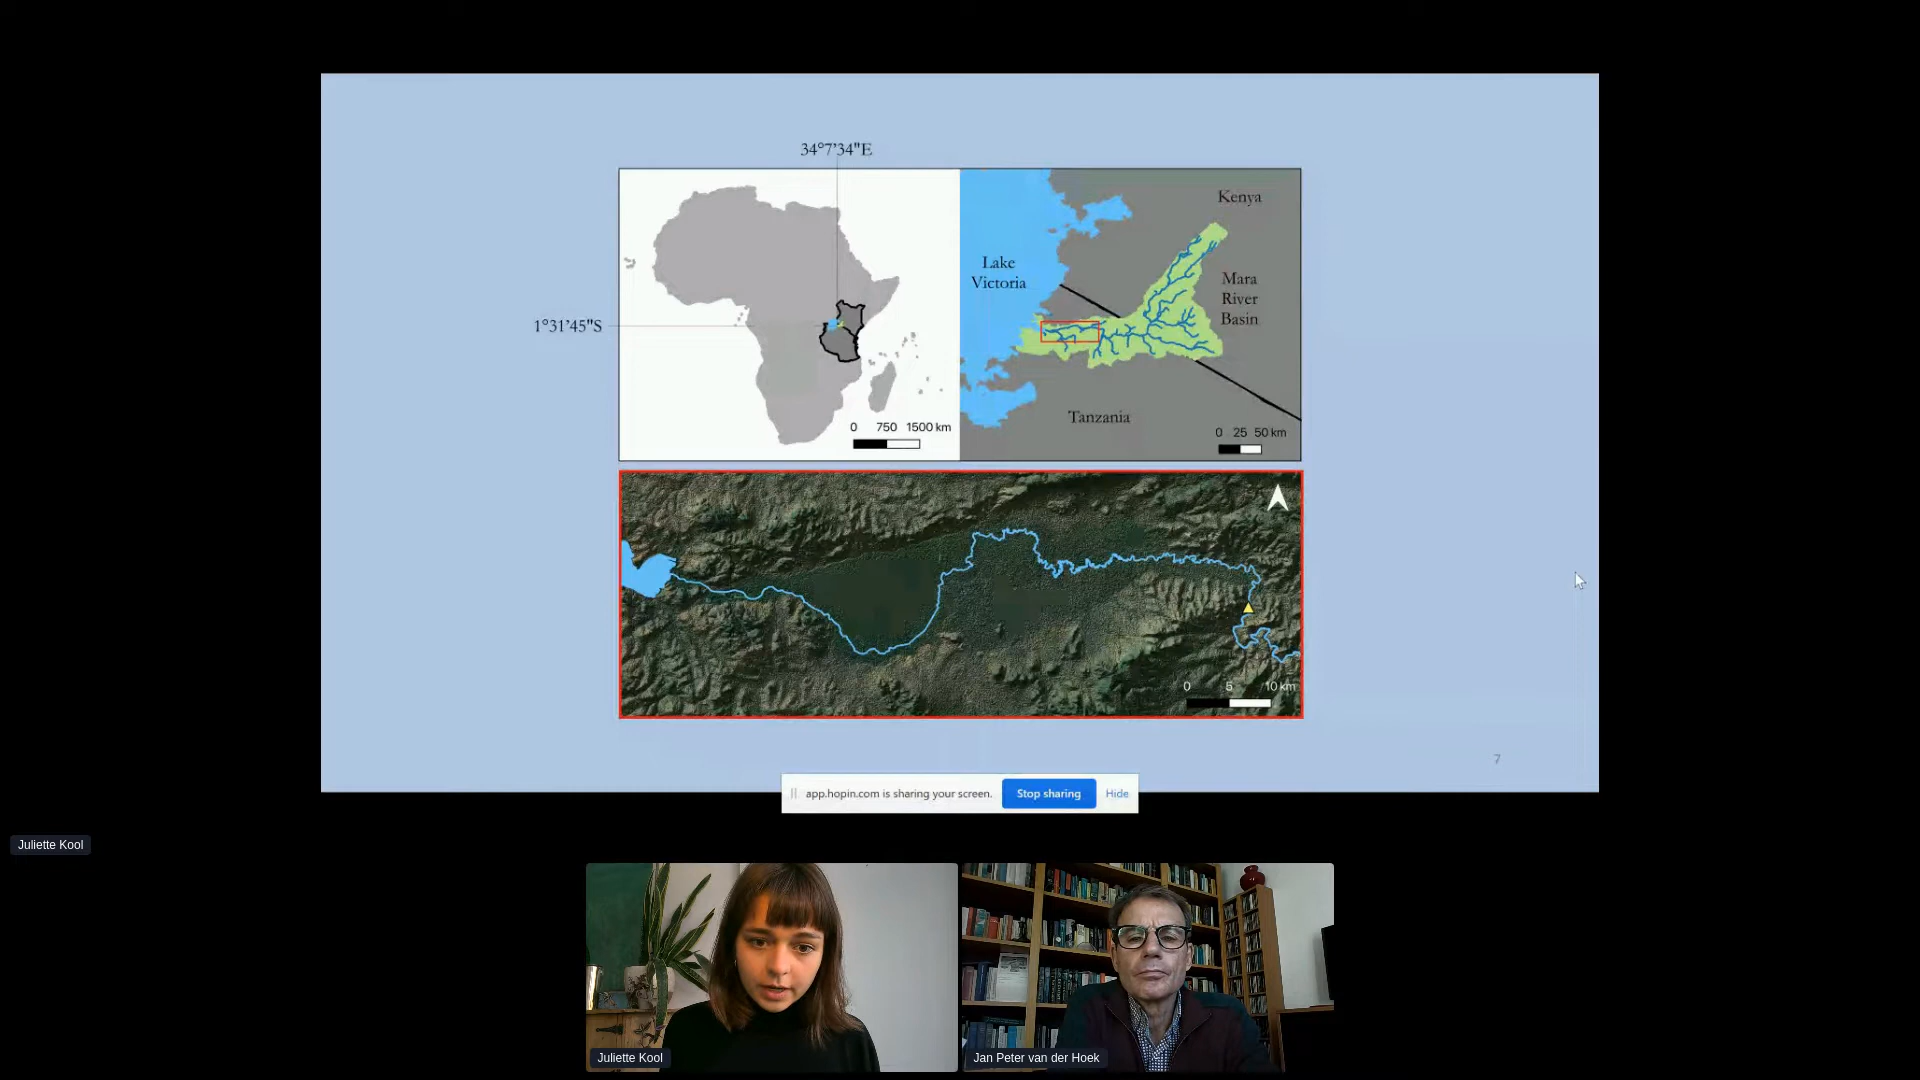 34°7'34"E
1°31'45"S
0 750 1500 km
Kenya
Lake
Victoria
Mara
River
Basin
Tanzania
0 25 50 km
0 5 10 km
7
app.hopin.com is sharing your screen.
Stop sharing
Hide
Juliette Kool
Juliette Kool
Jan Peter van der Hoek